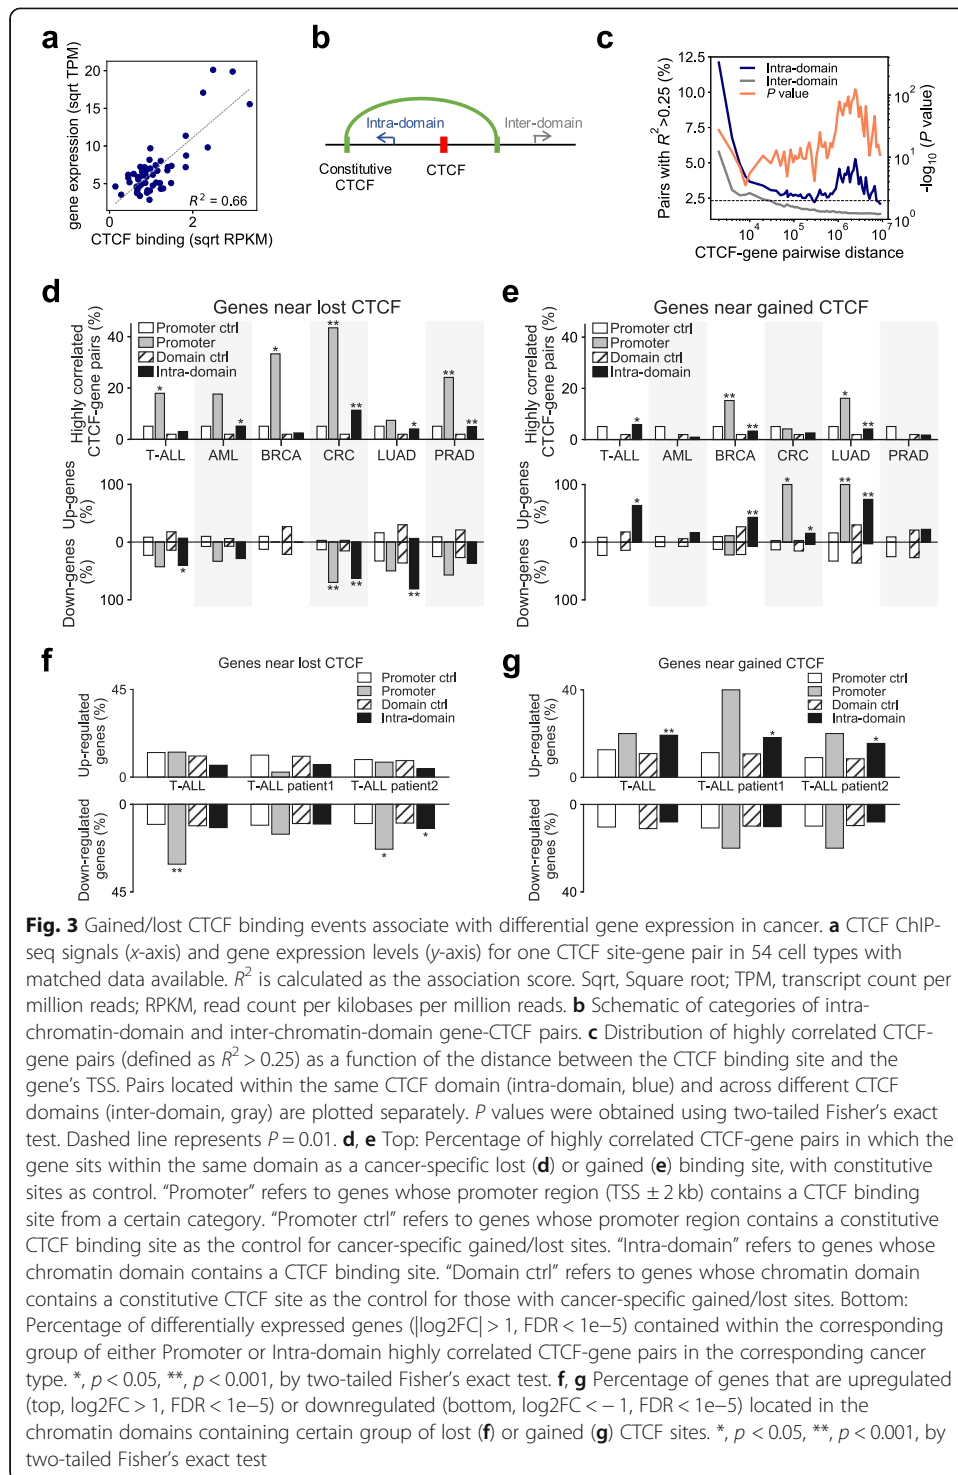 a
gene expression (sqrt TPM)
20
15
10
5
0
2
R² = 0.66
CTCF binding (sqrt RPKM)
b
Intra-domain
Inter-domain
Constitutive
CTCF
CTCF
c
Pairs with R² > 0.25 (%)
12.5
10.0
7.5
5.0
2.5
Intra-domain
Inter-domain
P value
10²
10¹
10⁰
-log₁₀ (P value)
10⁴ 10⁵ 10⁶ 10⁷
CTCF-gene pairwise distance
d
Genes near lost CTCF
Highly correlated
CTCF-gene pairs (%)
40
20
0
Promoter ctrl
Promoter
Domain ctrl
Intra-domain
* * * ** ** * ** **
T-ALL AML BRCA CRC LUAD PRAD
Up-genes
(%)
Down-genes
(%)
100
0
100
* ** ** **
e
Genes near gained CTCF
Highly correlated
CTCF-gene pairs (%)
40
20
0
Promoter ctrl
Promoter
Domain ctrl
Intra-domain
* ** ** * **
T-ALL AML BRCA CRC LUAD PRAD
Up-genes
(%)
Down-genes
(%)
100
0
100
* ** * * ** **
f
Genes near lost CTCF
Up-regulated
genes (%)
45
0
Promoter ctrl
Promoter
Domain ctrl
Intra-domain
T-ALL T-ALL patient1 T-ALL patient2
Down-regulated
genes (%)
0
45
** * *
g
Genes near gained CTCF
Up-regulated
genes (%)
40
0
Promoter ctrl
Promoter
Domain ctrl
Intra-domain
** * *
T-ALL T-ALL patient1 T-ALL patient2
Down-regulated
genes (%)
0
40
Fig. 3 Gained/lost CTCF binding events associate with differential gene expression in cancer. a CTCF ChIP-
seq signals (x-axis) and gene expression levels (y-axis) for one CTCF site-gene pair in 54 cell types with
matched data available. R² is calculated as the association score. Sqrt, Square root; TPM, transcript count per
million reads; RPKM, read count per kilobases per million reads. b Schematic of categories of intra-
chromatin-domain and inter-chromatin-domain gene-CTCF pairs. c Distribution of highly correlated CTCF-
gene pairs (defined as R² > 0.25) as a function of the distance between the CTCF binding site and the
gene's TSS. Pairs located within the same CTCF domain (intra-domain, blue) and across different CTCF
domains (inter-domain, gray) are plotted separately. P values were obtained using two-tailed Fisher's exact
test. Dashed line represents P = 0.01. d, e Top: Percentage of highly correlated CTCF-gene pairs in which the
gene sits within the same domain as a cancer-specific lost (d) or gained (e) binding site, with constitutive
sites as control. “Promoter” refers to genes whose promoter region (TSS ± 2 kb) contains a CTCF binding
site from a certain category. “Promoter ctrl” refers to genes whose promoter region contains a constitutive
CTCF binding site as the control for cancer-specific gained/lost sites. “Intra-domain” refers to genes whose
chromatin domain contains a CTCF binding site. “Domain ctrl” refers to genes whose chromatin domain
contains a constitutive CTCF site as the control for those with cancer-specific gained/lost sites. Bottom:
Percentage of differentially expressed genes (|log2FC| > 1, FDR < 1e−5) contained within the corresponding
group of either Promoter or Intra-domain highly correlated CTCF-gene pairs in the corresponding cancer
type. *, p < 0.05, **, p < 0.001, by two-tailed Fisher's exact test. f, g Percentage of genes that are upregulated
(top, log2FC > 1, FDR < 1e−5) or downregulated (bottom, log2FC < − 1, FDR < 1e−5) located in the
chromatin domains containing certain group of lost (f) or gained (g) CTCF sites. *, p < 0.05, **, p < 0.001, by
two-tailed Fisher's exact test